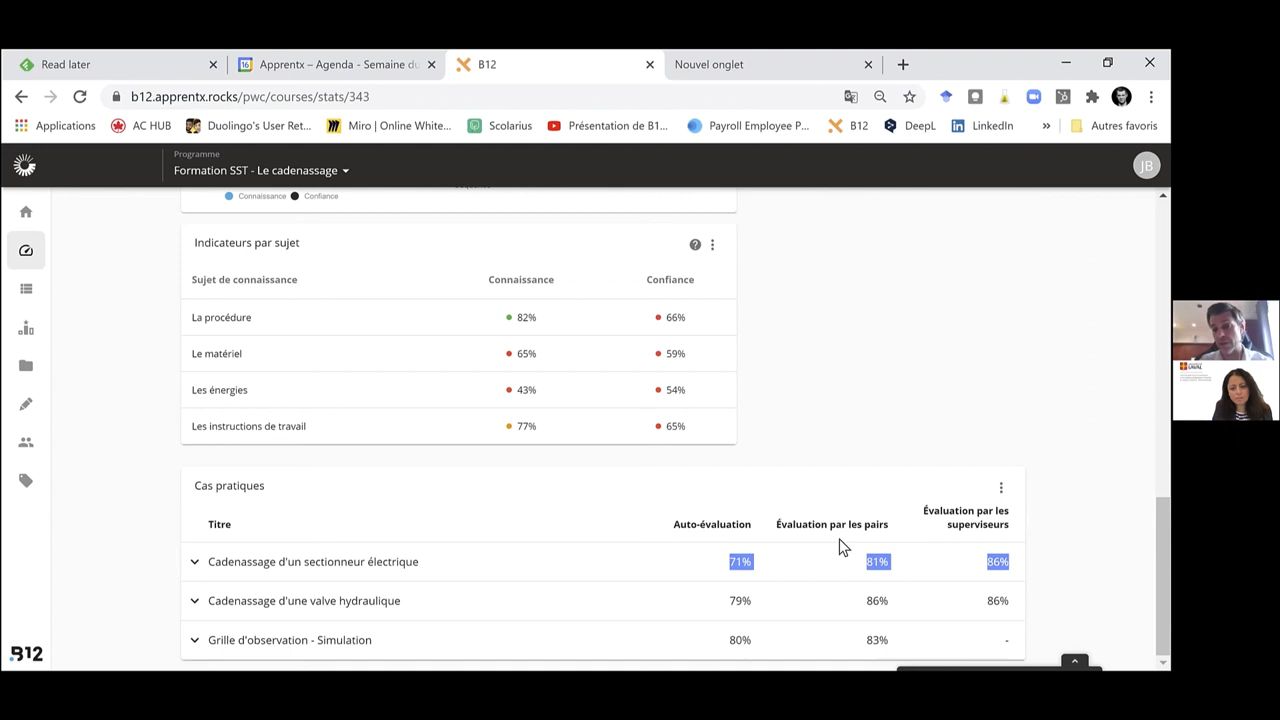 Read later
16 Apprentx – Agenda - Semaine du
B12
Nouvel onglet
b12.apprentx.rocks/pwc/courses/stats/343
Applications
AC HUB
Duolingo's User Ret...
Miro | Online White...
Scolarius
Présentation de B1...
Payroll Employee P...
B12
DeepL
LinkedIn
»
Autres favoris
Programme
Formation SST - Le cadenassage
JB
Connaissance Confiance
Indicateurs par sujet
Sujet de connaissance Connaissance Confiance
La procédure 82% 66%
Le matériel 65% 59%
Les énergies 43% 54%
Les instructions de travail 77% 65%
Cas pratiques
Titre Auto-évaluation Évaluation par les pairs Évaluation par les superviseurs
Cadenassage d'un sectionneur électrique 71% 81% 86%
Cadenassage d'une valve hydraulique 79% 86% 86%
Grille d'observation - Simulation 80% 83% -
B12
LAVAL